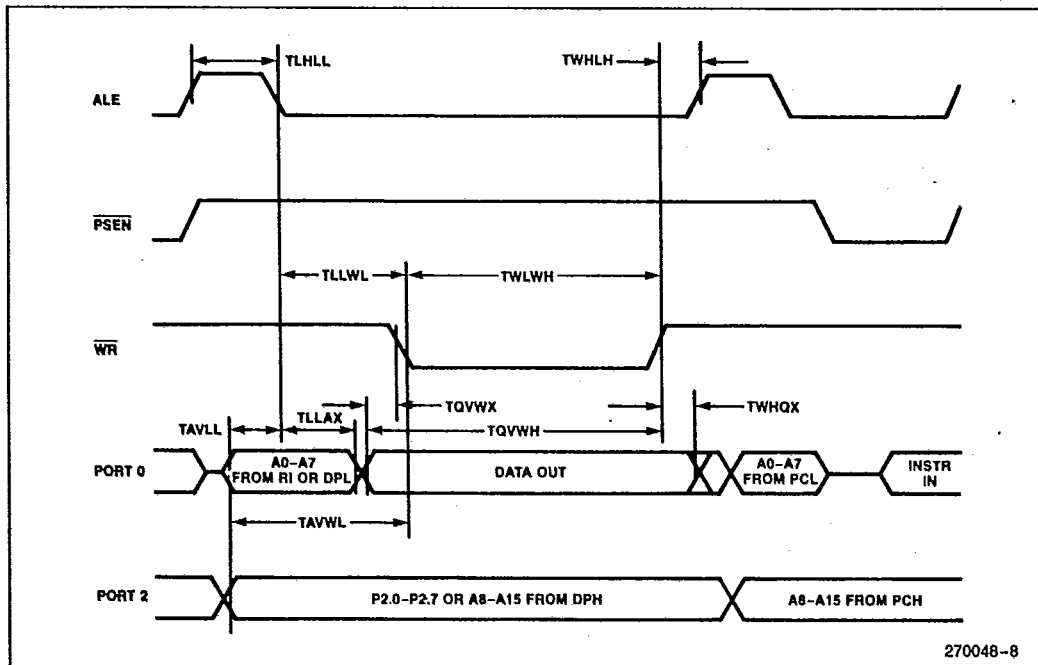 TLHLL
TWHLH
ALE
PSEN
TLLWL
TWLWH
WR
TQVWX
TWHQX
TAVLL
TLLAX
TQVWH
PORT 0
A0–A7
FROM RI OR DPL
DATA OUT
A0–A7
FROM PCL
INSTR
IN
TAVWL
PORT 2
P2.0–P2.7 OR A8–A15 FROM DPH
A8–A15 FROM PCH
270048–8